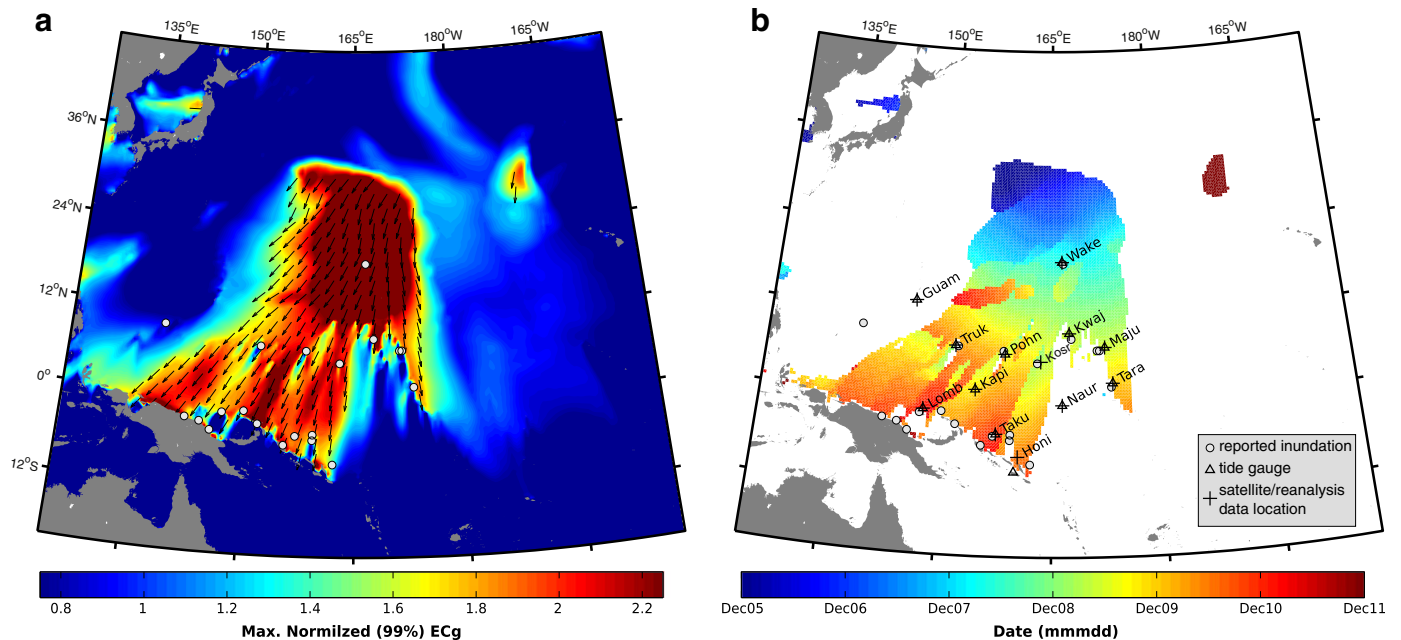 a
135°E 150°E 165°E 180°W 165°W
36°N
24°N
12°N
0°
12°S
0.8 1 1.2 1.4 1.6 1.8 2 2.2
Max. Normilzed (99%) ECg
b
135°E 150°E 165°E 180°W 165°W
Wake
Guam
Truk
Pohn
Kwaj
Kosr
Maju
Kapi
Lomb
Naur
Tara
Taku
Honi
reported inundation
tide gauge
satellite/reanalysis
data location
Dec05 Dec06 Dec07 Dec08 Dec09 Dec10 Dec11
Date (mmmdd)